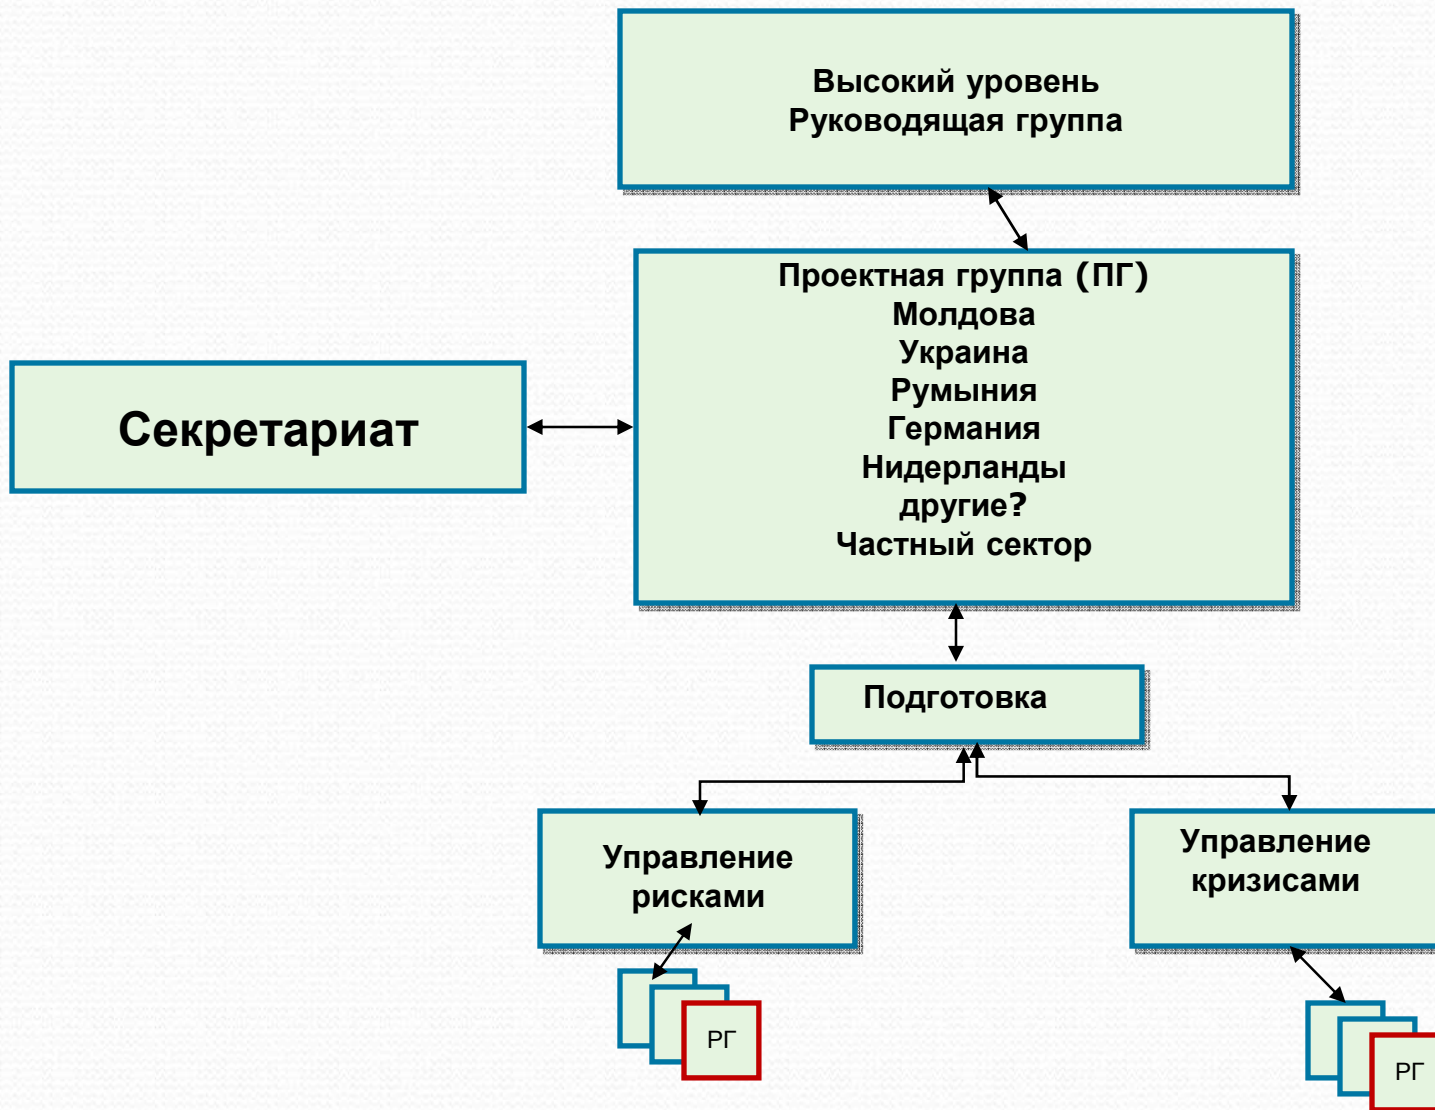 Высокий уровень
Руководящая группа
Проектная группа (ПГ)
Молдова
Украина
Румыния
Германия
Нидерланды
другие?
Частный сектор
Секретариат
Подготовка
Управление
рисками
Управление
кризисами
РГ
РГ